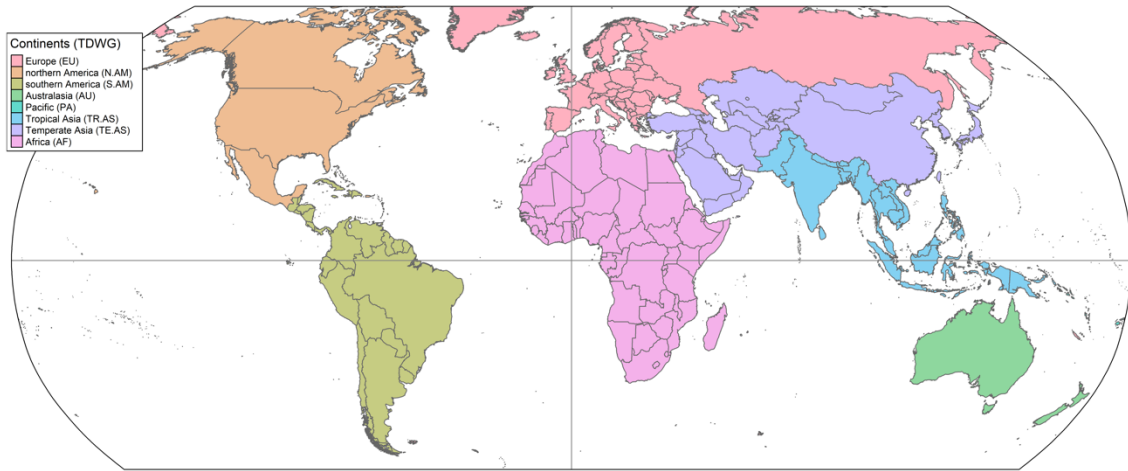 Continents (TDWG)
Europe (EU)
northern America (N.AM)
southern America (S.AM)
Australasia (AU)
Pacific (PA)
Tropical Asia (TR.AS)
Temperate Asia (TE.AS)
Africa (AF)